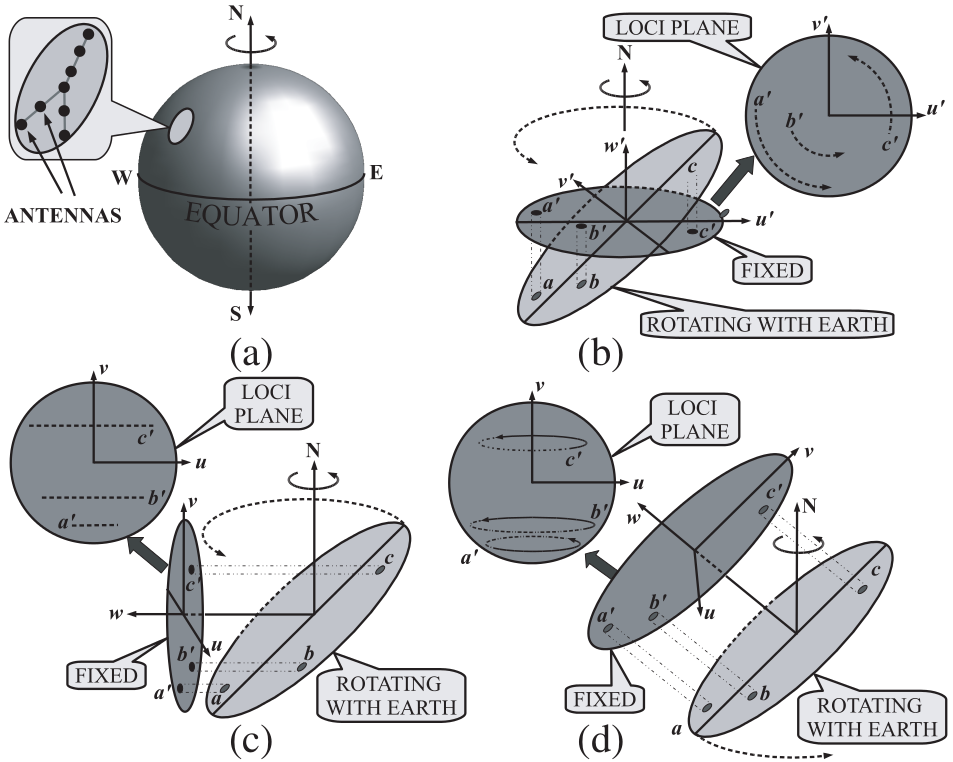 N
W
E
EQUATOR
ANTENNAS
S
(a)
LOCI PLANE
v'
u'
a'
b'
c'
N
w'
v'
c
a'
b'
u'
c'
FIXED
a
b
ROTATING WITH EARTH
(b)
v
LOCI
PLANE
c'
u
b'
a'
N
v
c'
c
w
u
b'
b
FIXED
a'
a
ROTATING
WITH EARTH
(c)
v
LOCI
PLANE
c'
u
b'
a'
v
c'
w
N
c
a'
b'
u
FIXED
b
a
ROTATING
WITH EARTH
(d)